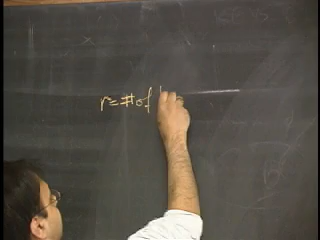 r = # of